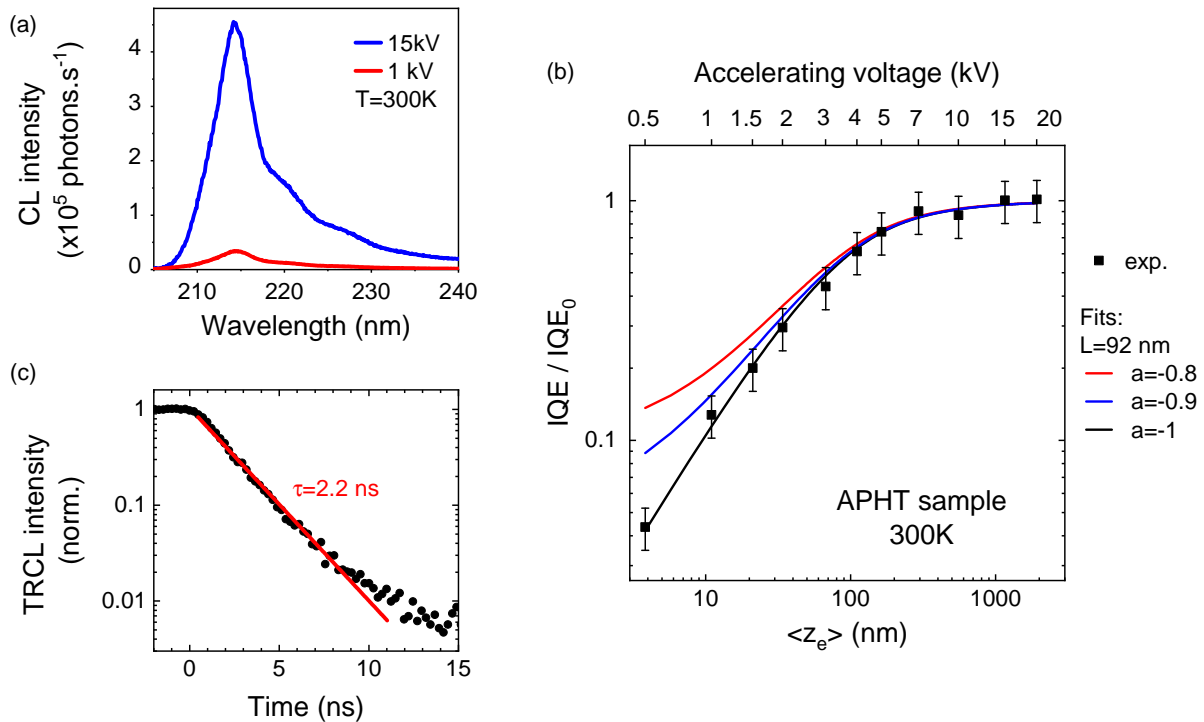 (a)
CL intensity
(x10⁵ photons.s⁻¹)
4
3
2
1
0
15kV
1 kV
T=300K
210 220 230 240
Wavelength (nm)
(b)
Accelerating voltage (kV)
0.5 1 1.5 2 3 4 5 7 10 15 20
IQE / IQE₀
1
0.1
APHT sample
300K
10 100 1000
<z_e> (nm)
exp.
Fits:
L=92 nm
a=-0.8
a=-0.9
a=-1
(c)
TRCL intensity
(norm.)
1
0.1
0.01
τ=2.2 ns
0 5 10 15
Time (ns)